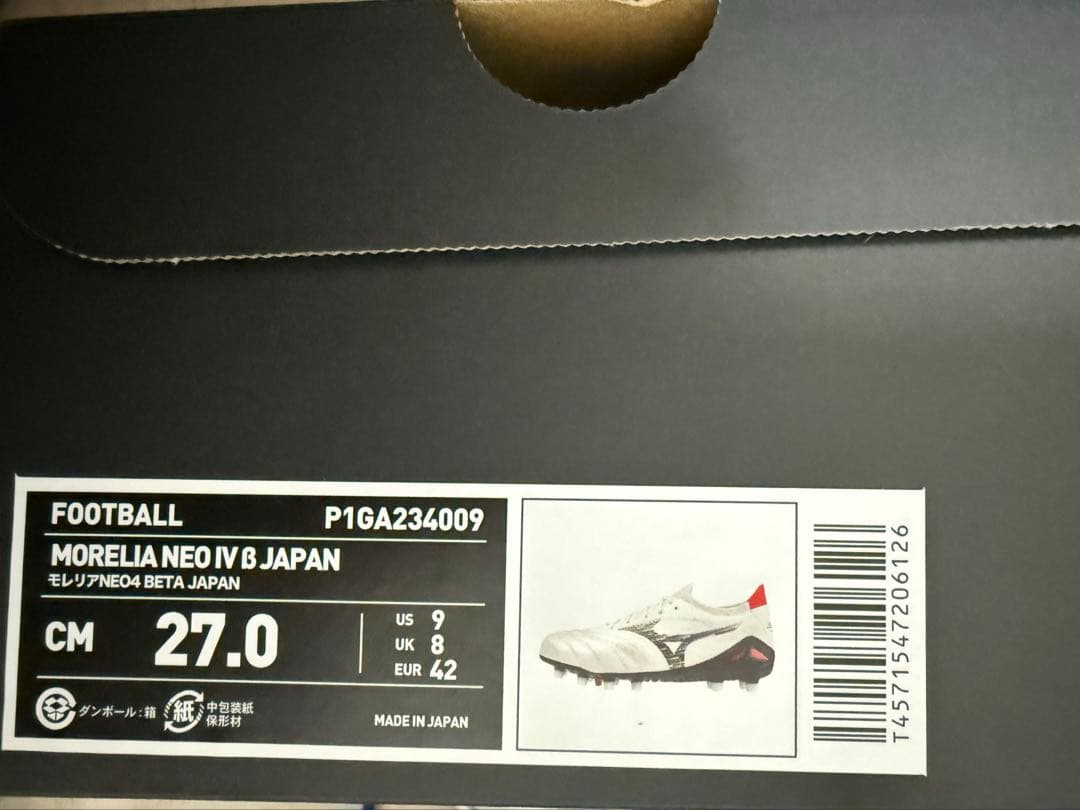 FOOTBALL P1GA234009
MORELIA NEO IV β JAPAN
モレリアNEO4 BETA JAPAN
CM 27.0
US 9
UK 8
EUR 42
ダンボール：箱
紙 中包装紙
保形材
MADE IN JAPAN
T4571547206126